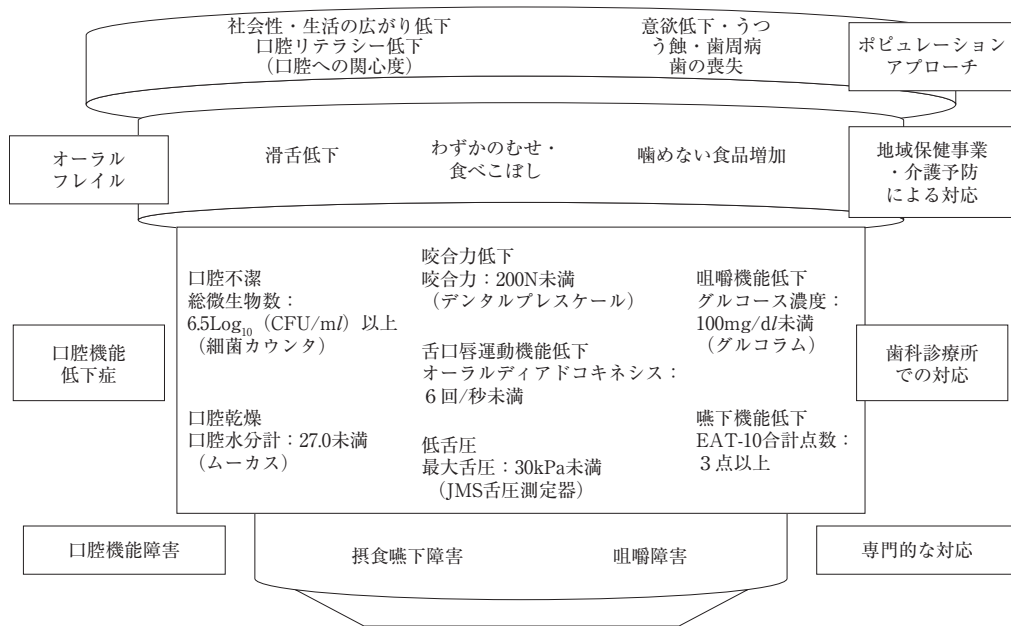 社会性・生活の広がり低下
口腔リテラシー低下
（口腔への関心度）
意欲低下・うつ
う蝕・歯周病
歯の喪失
ポピュレーション
アプローチ
オーラル
フレイル
滑舌低下
わずかのむせ・
食べこぼし
噛めない食品増加
地域保健事業
・介護予防
による対応
口腔機能
低下症
口腔不潔
総微生物数：
6.5Log₁₀（CFU/ml）以上
（細菌カウンタ）
口腔乾燥
口腔水分計：27.0未満
（ムーカス）
咬合力低下
咬合力：200N未満
（デンタルプレスケール）
舌口唇運動機能低下
オーラルディアドコキネシス：
６回/秒未満
低舌圧
最大舌圧：30kPa未満
（JMS舌圧測定器）
咀嚼機能低下
グルコース濃度：
100mg/dl未満
（グルコラム）
嚥下機能低下
EAT-10合計点数：
３点以上
歯科診療所
での対応
口腔機能障害
摂食嚥下障害
咀嚼障害
専門的な対応